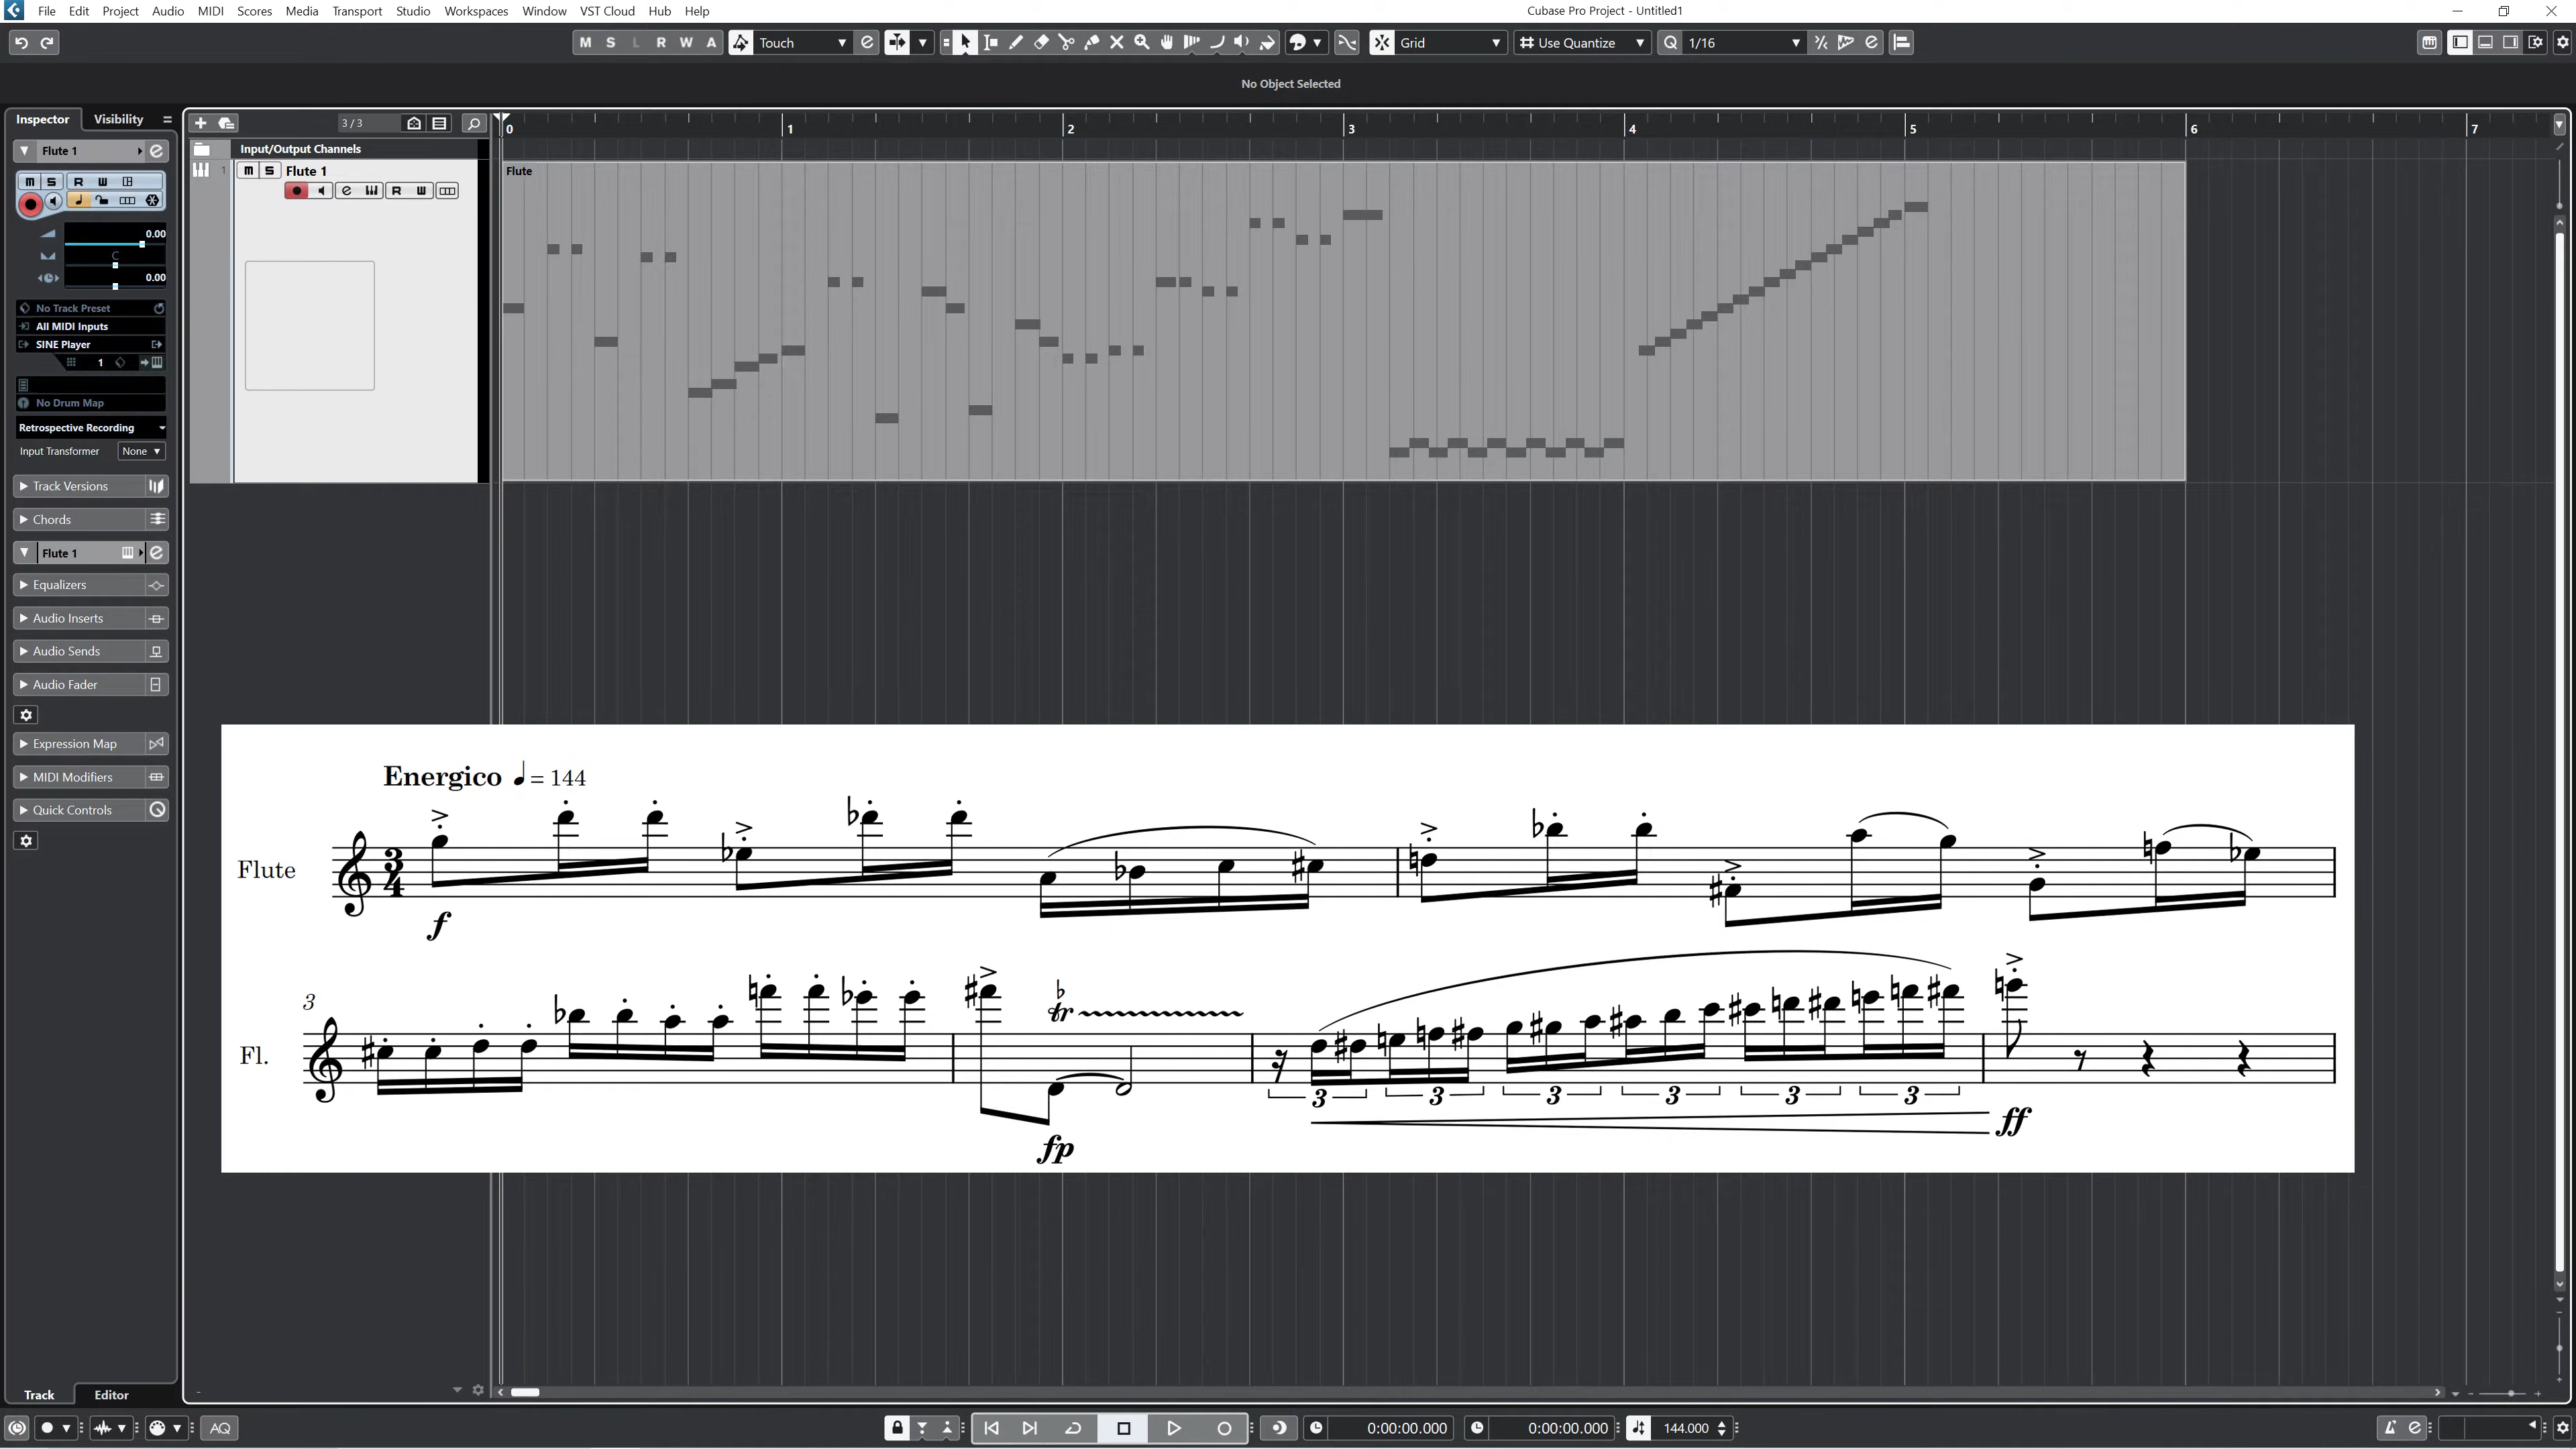 File Edit Project Audio MIDI Scores Media Transport Studio Workspaces Window VST Cloud Hub Help
Cubase Pro Project - Untitled1
M S L R W A Touch Grid Use Quantize Q 1/16
No Object Selected
Inspector Visibility
3 / 3
0 1 2 3 4 5 6 7
Flute 1
Input/Output Channels
1 M S Flute 1
R W
Flute
M S R W
0.00
C
0.00
No Track Preset
All MIDI Inputs
SINE Player
1
No Drum Map
Retrospective Recording
Input Transformer None
Track Versions
Chords
Flute 1
Equalizers
Audio Inserts
Audio Sends
Audio Fader
Expression Map
MIDI Modifiers
Quick Controls
Energico = 144
Flute
3
4
f
3
tr
Fl.
3 3 3 3 3 3
fp
ff
Track Editor
AQ
0:00:00.000
0:00:00.000
144.000